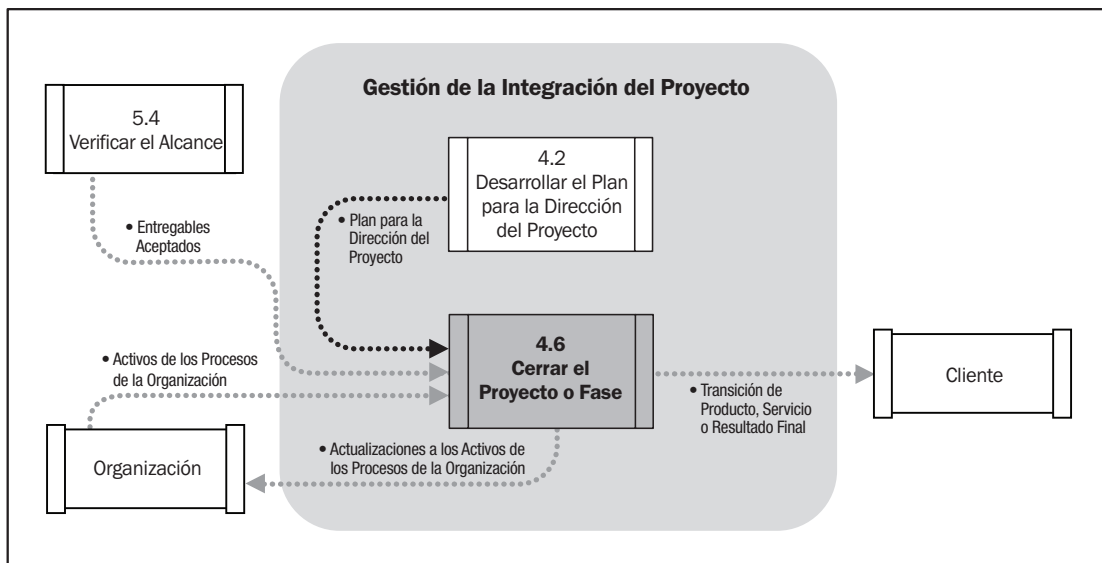 Gestión de la Integración del Proyecto
5.4
Verificar el Alcance
4.2
Desarrollar el Plan
para la Dirección
del Proyecto
• Entregables
Aceptados
• Plan para la
Dirección del
Proyecto
• Activos de los Procesos
de la Organización
4.6
Cerrar el
Proyecto o Fase
Cliente
• Transición de
Producto, Servicio
o Resultado Final
Organización
• Actualizaciones a los Activos de
los Procesos de la Organización